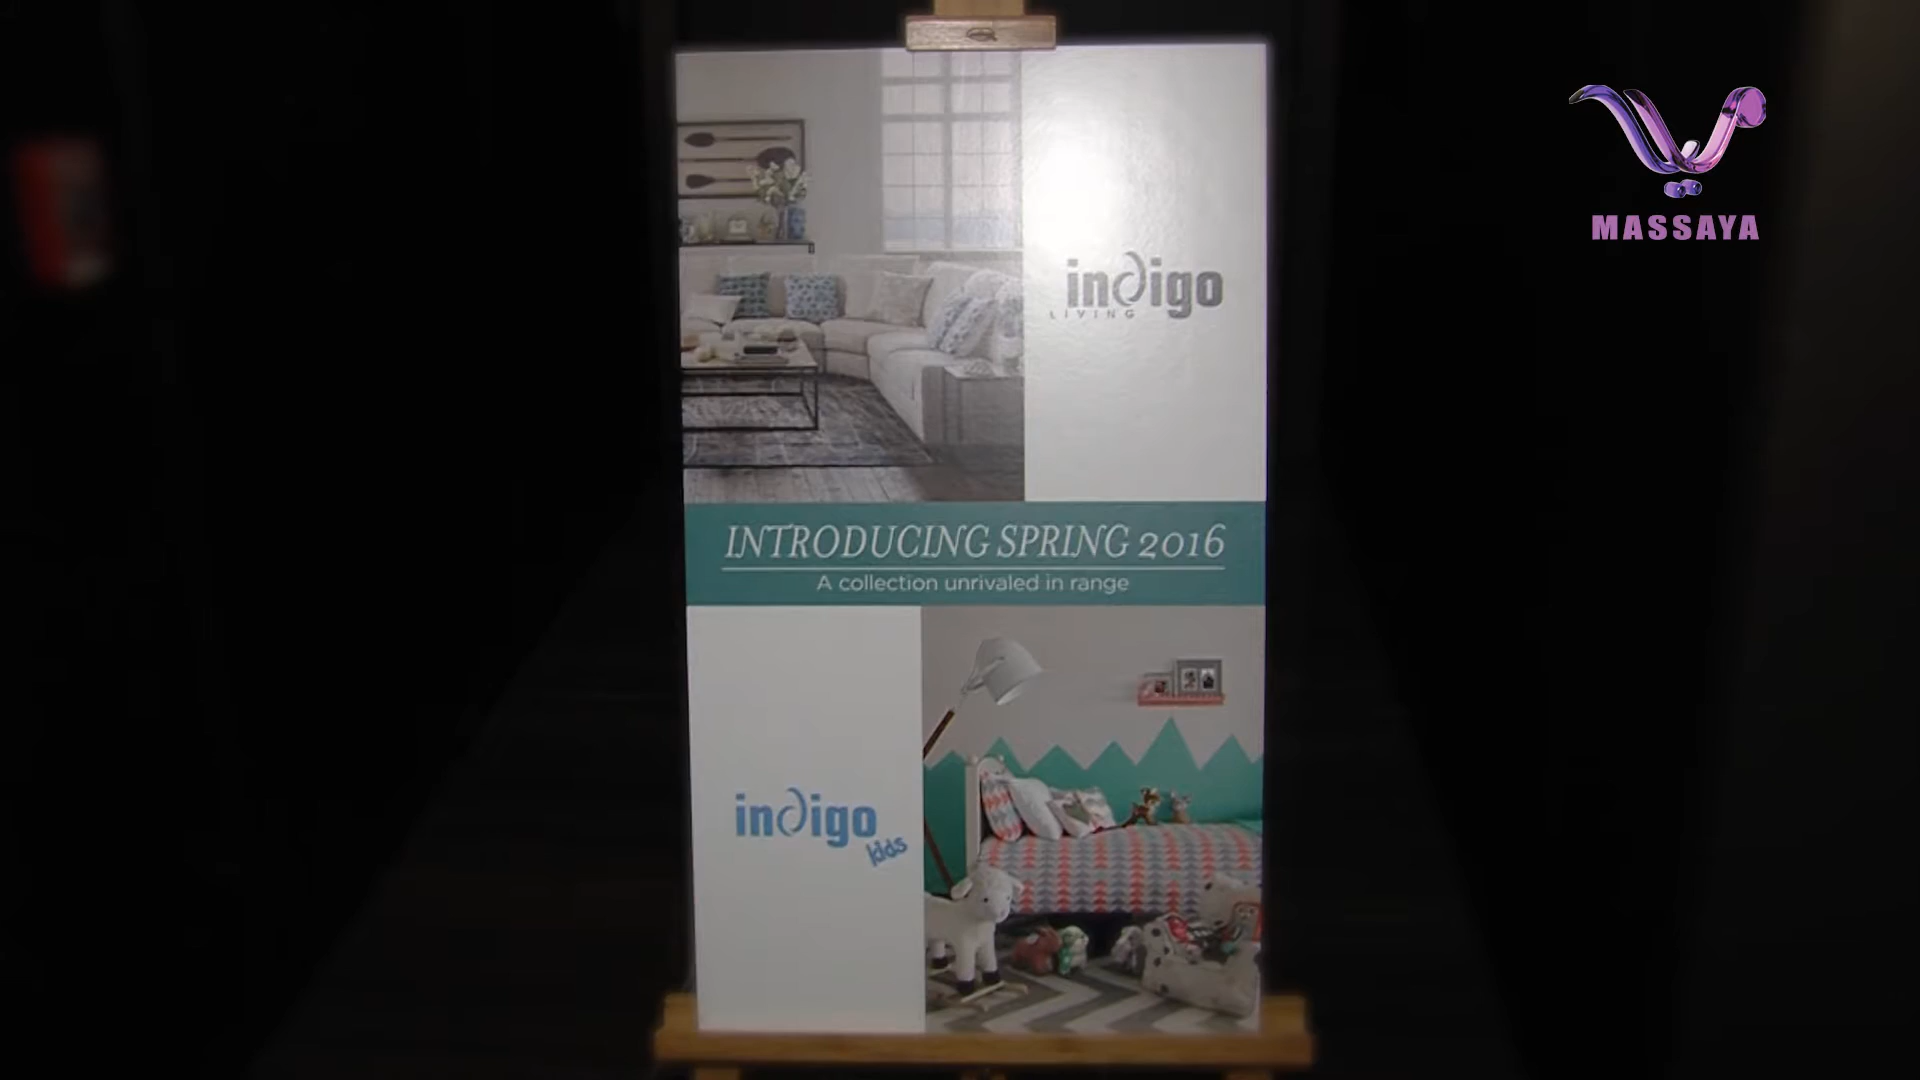 MASSAYA
indigo
LIVING
INTRODUCING SPRING 2016
A collection unrivaled in range
indigo
kids